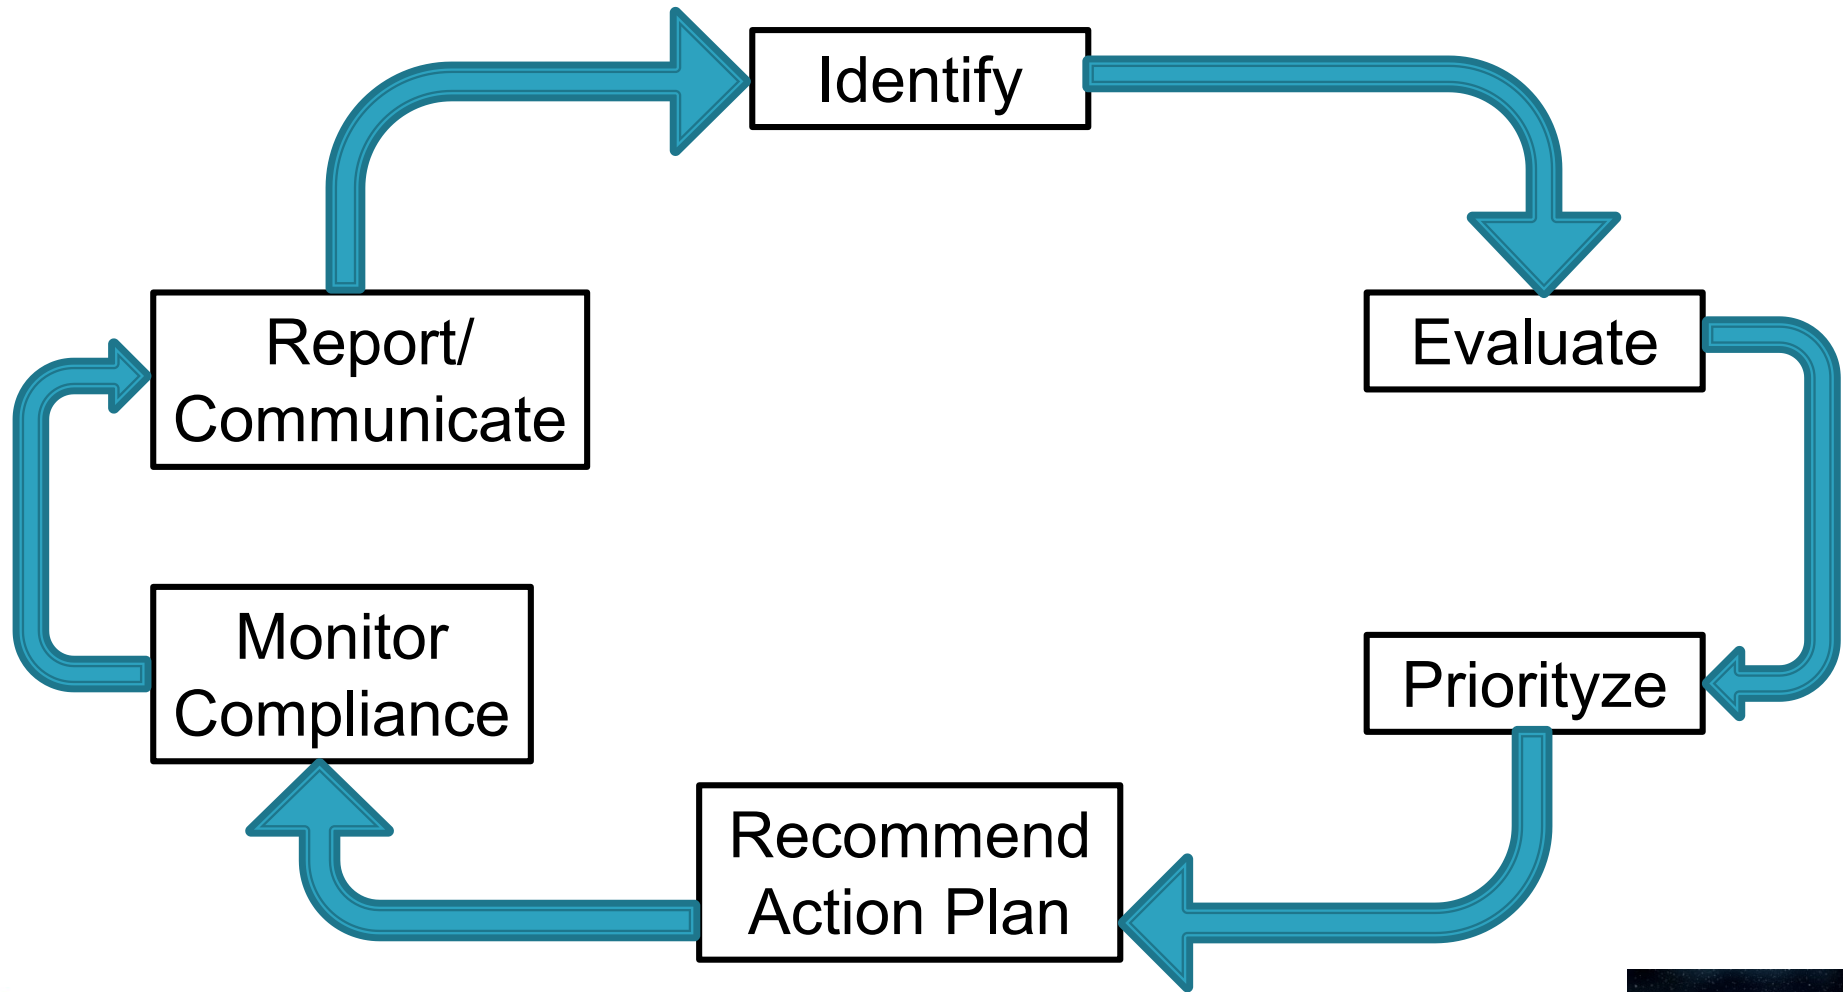 Identify
Evaluate
Priorityze
Recommend
Action Plan
Monitor
Compliance
Report/
Communicate